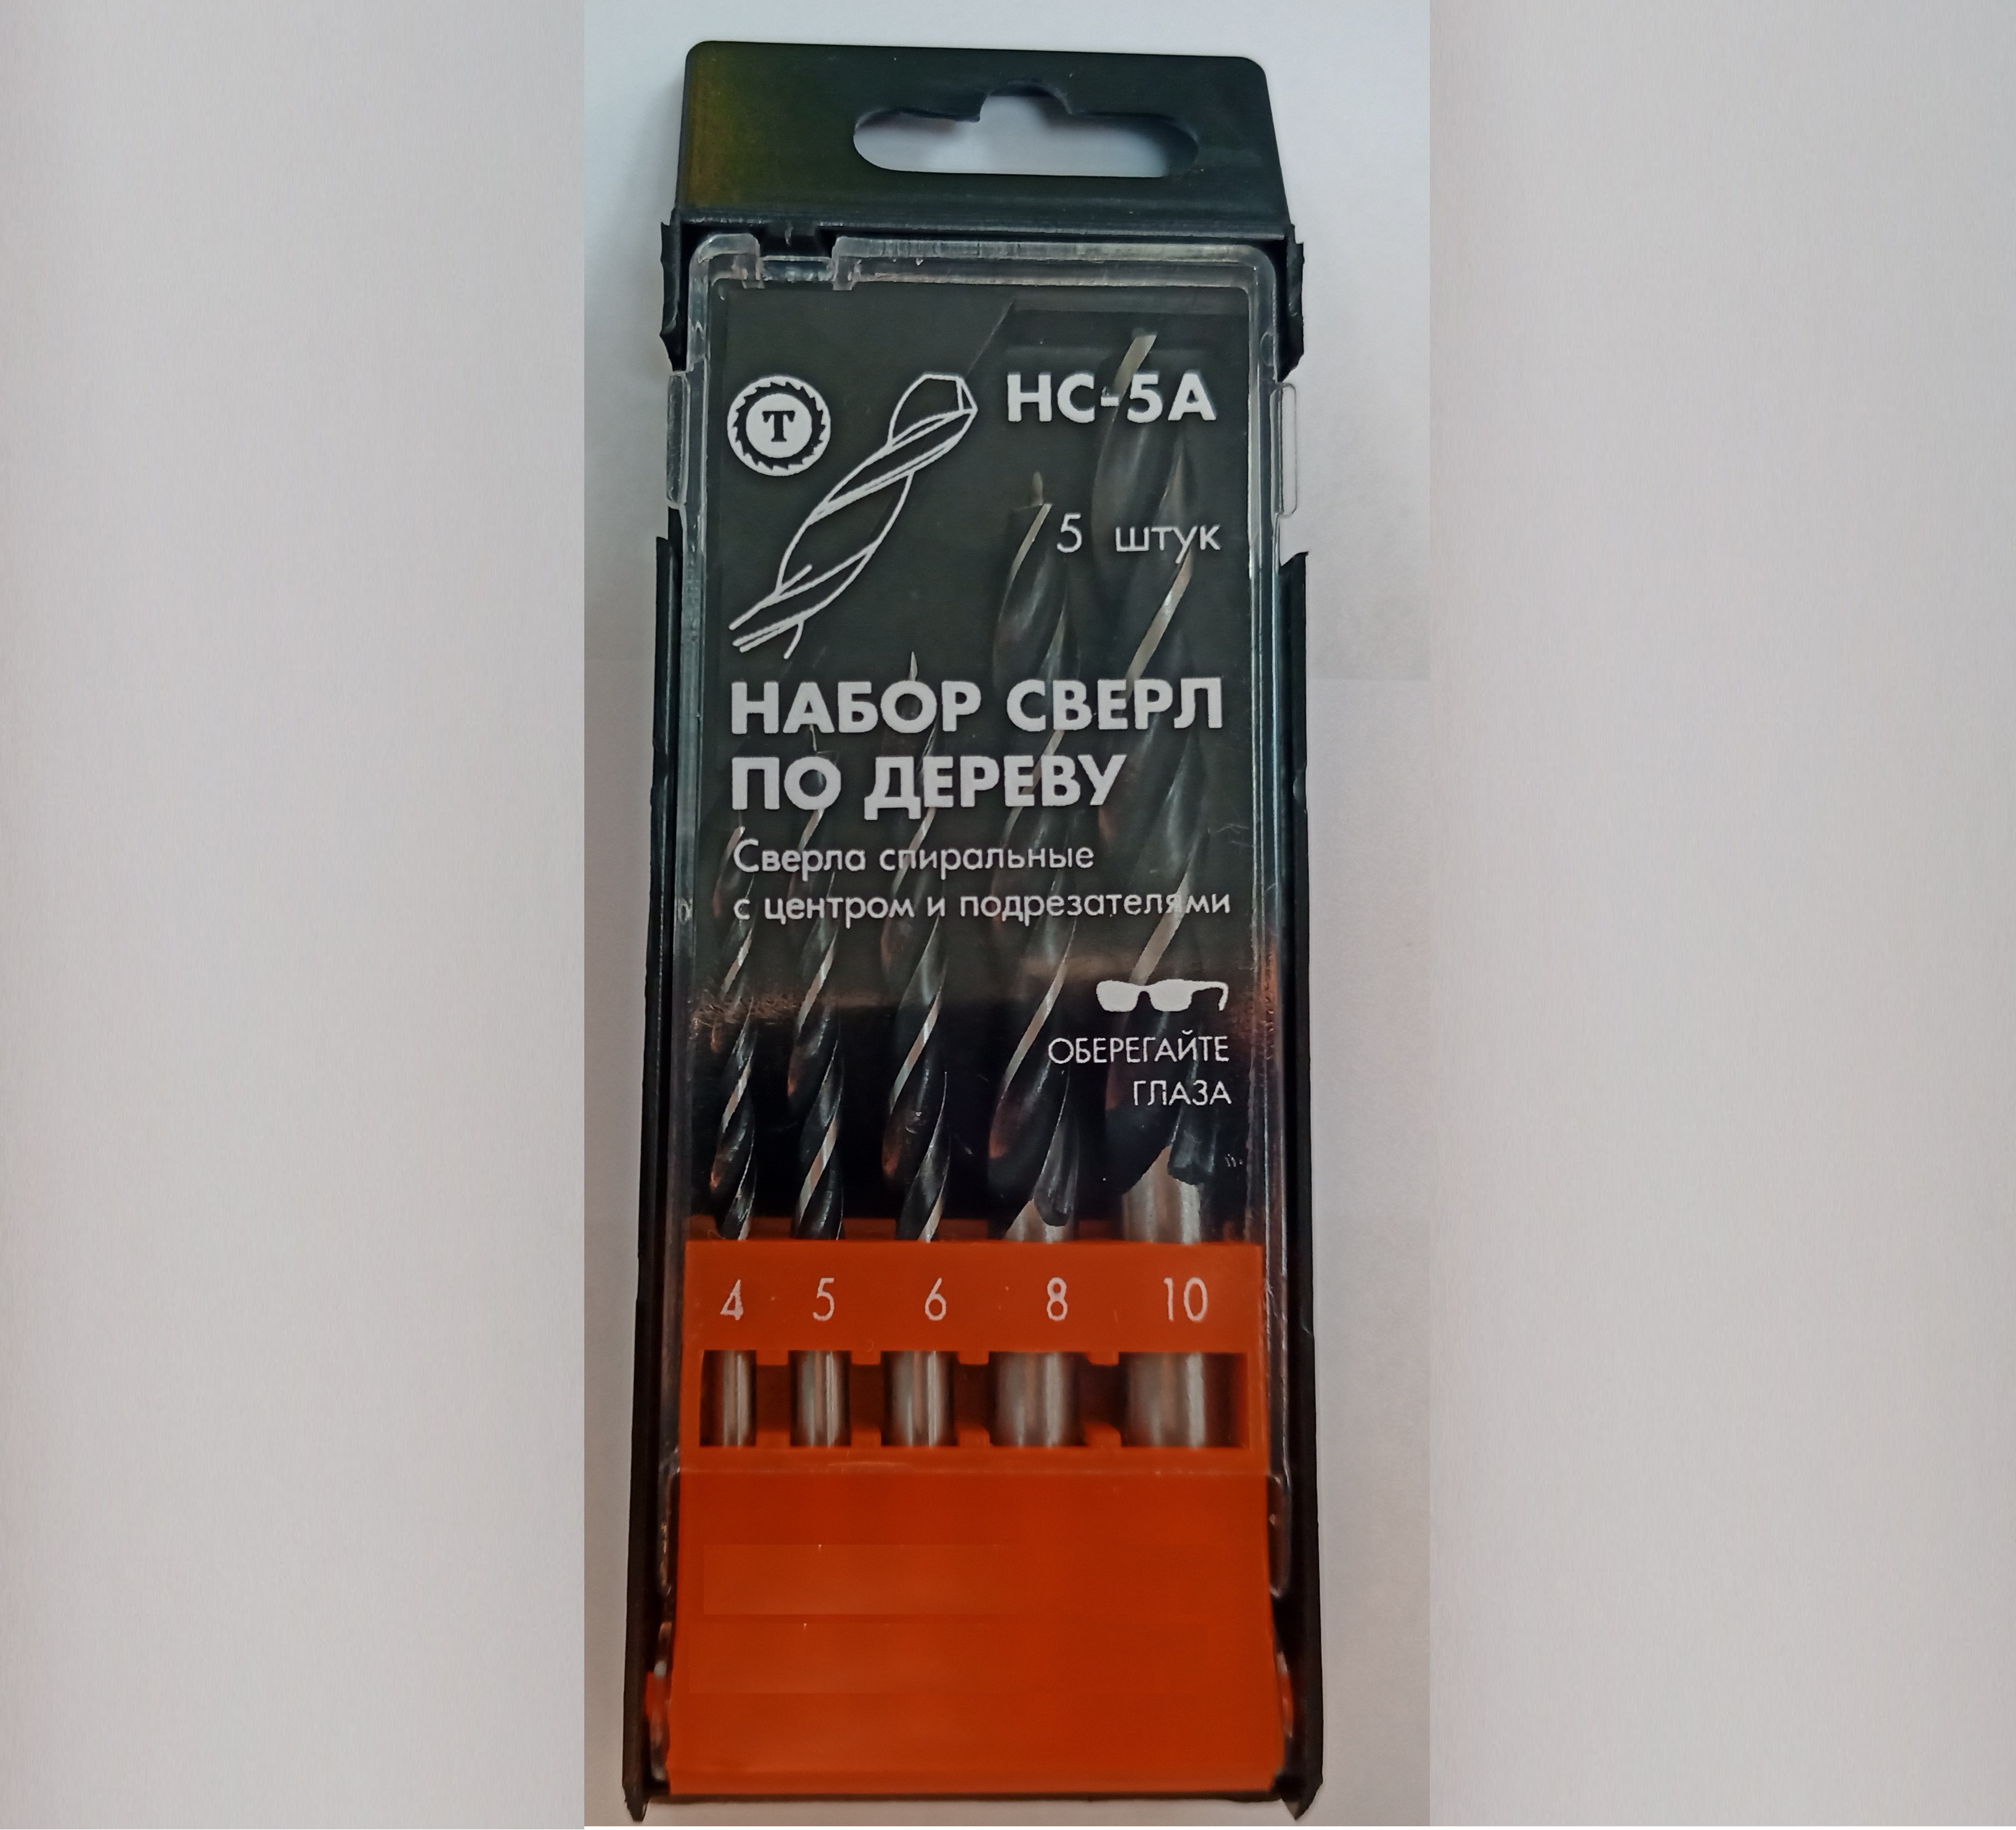 Т
НС-5А
5 штук
НАБОР СВЕРЛ
ПО ДЕРЕВУ
Сверла спиральные
с центром и подрезателями
ОБЕРЕГАЙТЕ
ГЛАЗА
4 5 6 8 10